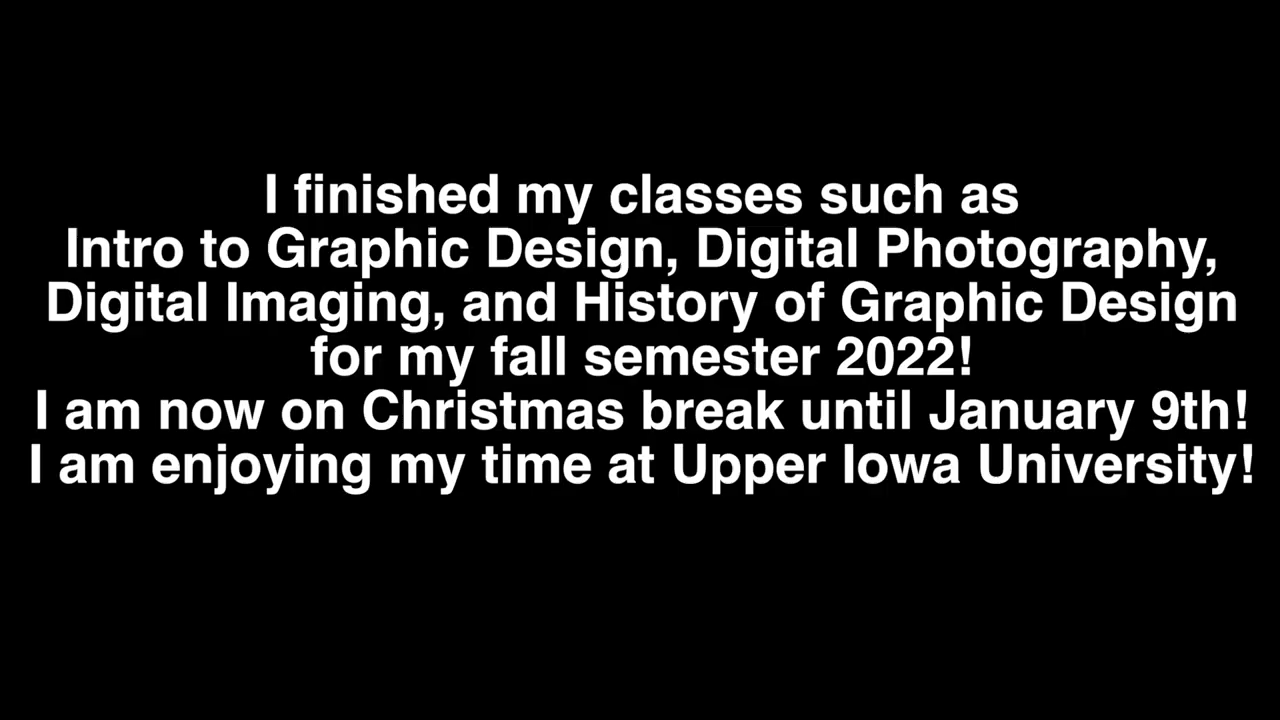 I finished my classes such as
Intro to Graphic Design, Digital Photography,
Digital Imaging, and History of Graphic Design
for my fall semester 2022!
I am now on Christmas break until January 9th!
I am enjoying my time at Upper Iowa University!